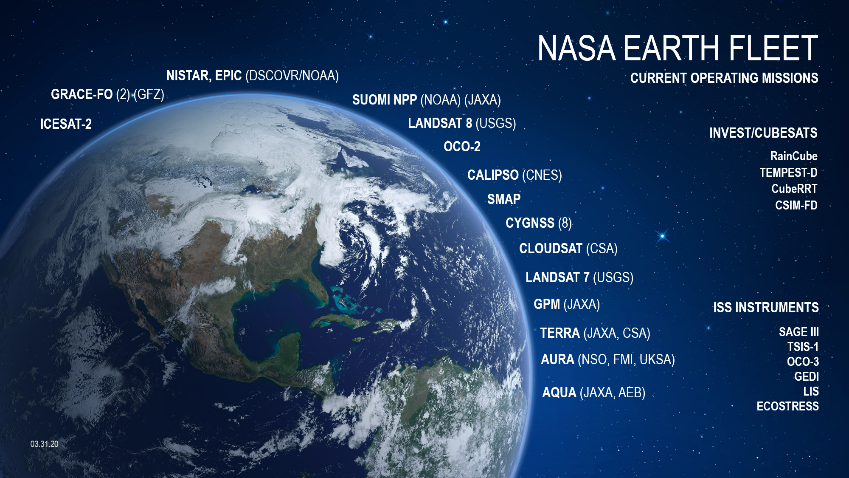 NASA EARTH FLEET
CURRENT OPERATING MISSIONS
NISTAR, EPIC (DSCOVR/NOAA)
GRACE-FO (2) (GFZ)
ICESAT-2
SUOMI NPP (NOAA) (JAXA)
LANDSAT 8 (USGS)
OCO-2
CALIPSO (CNES)
SMAP
CYGNSS (8)
CLOUDSAT (CSA)
LANDSAT 7 (USGS)
GPM (JAXA)
TERRA (JAXA, CSA)
AURA (NSO, FMI, UKSA)
AQUA (JAXA, AEB)
INVEST/CUBESATS
RainCube
TEMPEST-D
CubeRRT
CSIM-FD
ISS INSTRUMENTS
SAGE III
TSIS-1
OCO-3
GEDI
LIS
ECOSTRESS
03.31.20